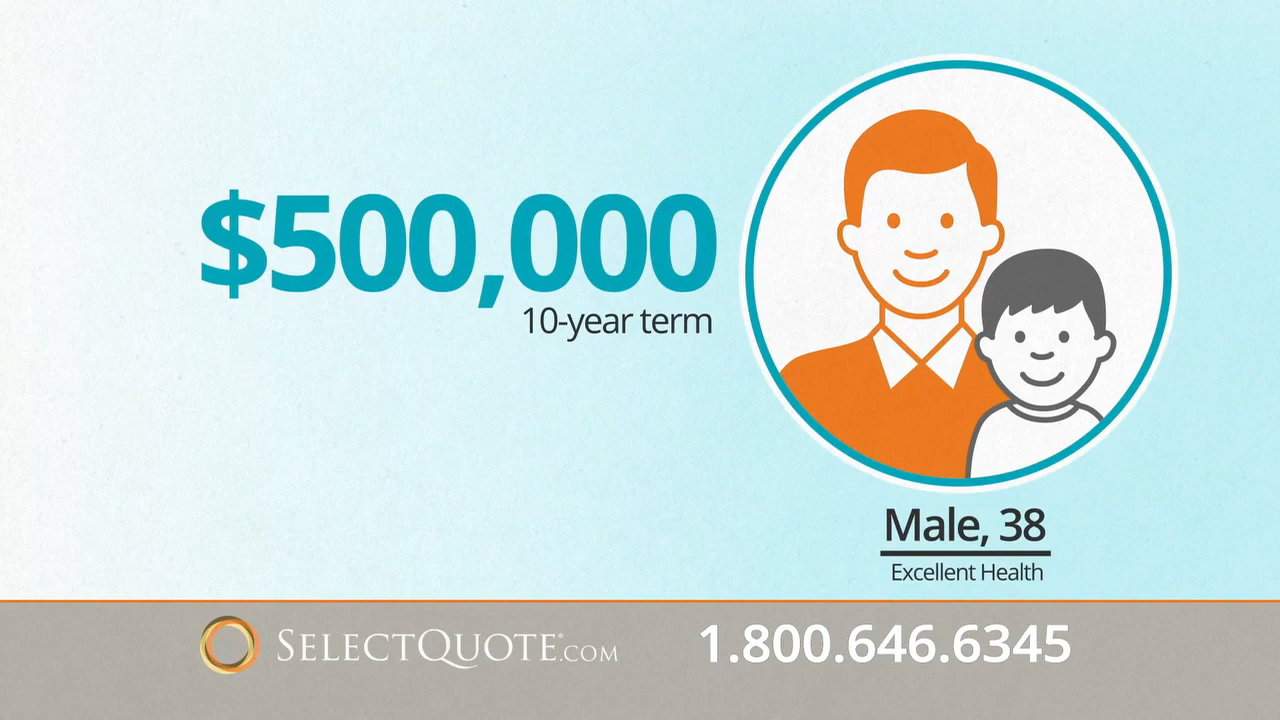 $500,000
10-year term
Male, 38
Excellent Health
SELECTQUOTE®.COM
1.800.646.6345